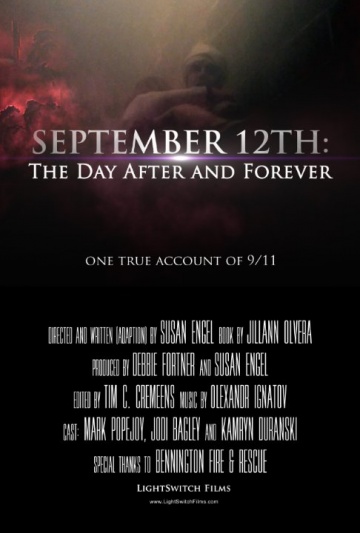 SEPTEMBER 12TH:
THE DAY AFTER AND FOREVER
ONE TRUE ACCOUNT OF 9/11
DIRECTED AND WRITTEN (ADAPTION) BY SUSAN ENGEL BOOK BY JILLANN OLVERA
PRODUCED BY DEBBIE FORTNER AND SUSAN ENGEL
EDITED BY TIM C. CREMEENS MUSIC BY OLEXANDR IGNATOV
CAST: MARK POPEJOY, JODI BAGLEY AND KAMRYN DURANSKI
SPECIAL THANKS TO BENNINGTON FIRE & RESCUE
LIGHTSWITCH FILMS
www.LightSwitchFilms.com